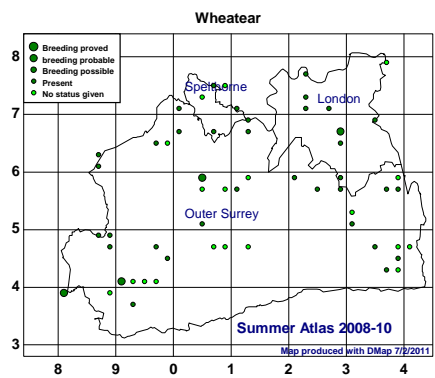 Wheatear
Breeding proved
breeding probable
Breeding possible
Present
No status given
Spelthorne
London
Outer Surrey
Summer Atlas 2008-10
Map produced with DMap 7/2/2011
8
7
6
5
4
3
8 9 0 1 2 3 4